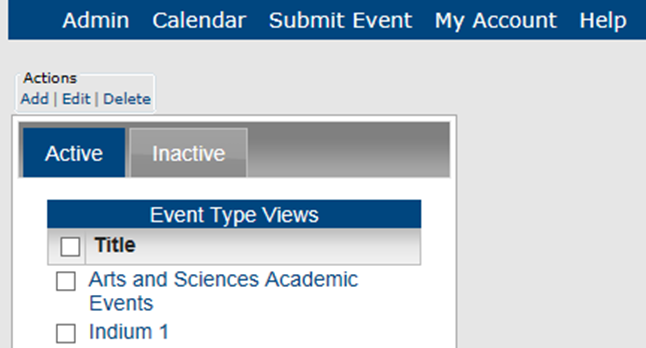 Admin Calendar Submit Event My Account Help
Actions
Add | Edit | Delete
Active Inactive
Event Type Views
Title
Arts and Sciences Academic
Events
Indium 1